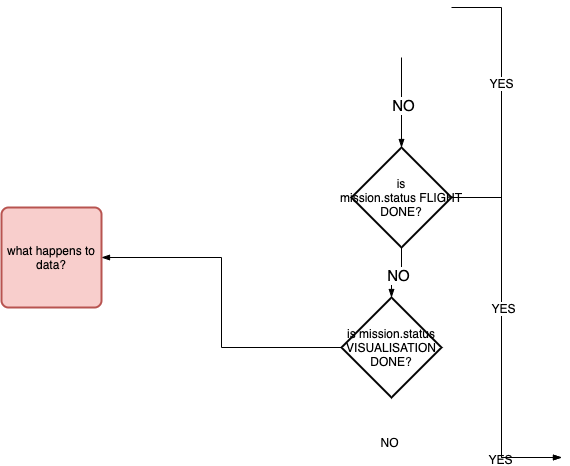 YES
NO
is
mission.status FLIGHT
DONE?
what happens to
data?
NO
YES
is mission.status
VISUALISATION
DONE?
NO
YES